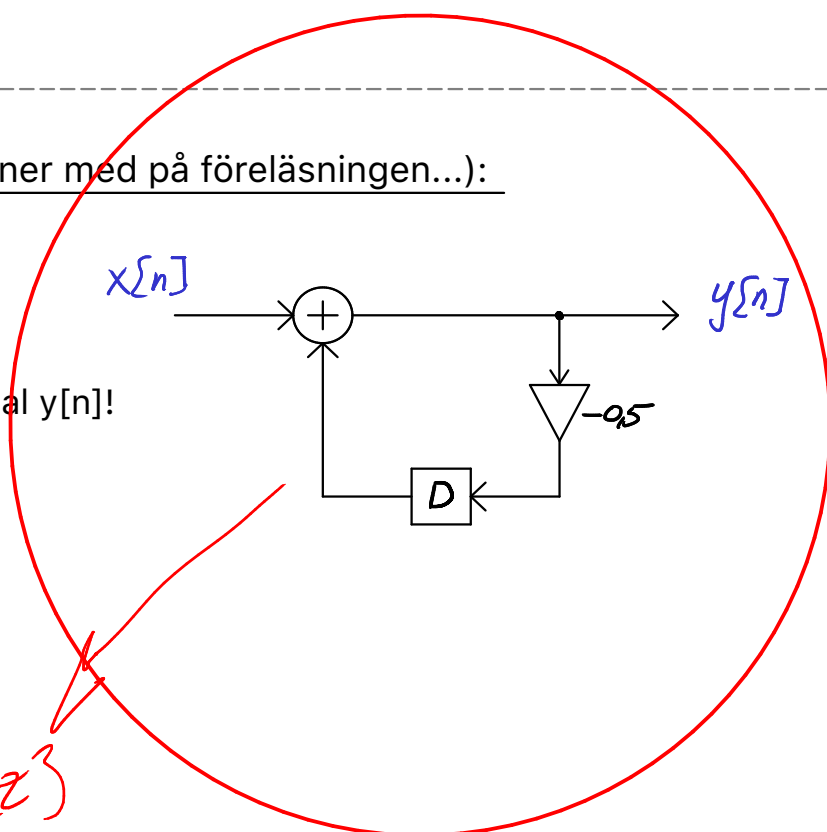 ner med på föreläsningen...):
x[n]
+
y[n]
al y[n]!
-0,5
D